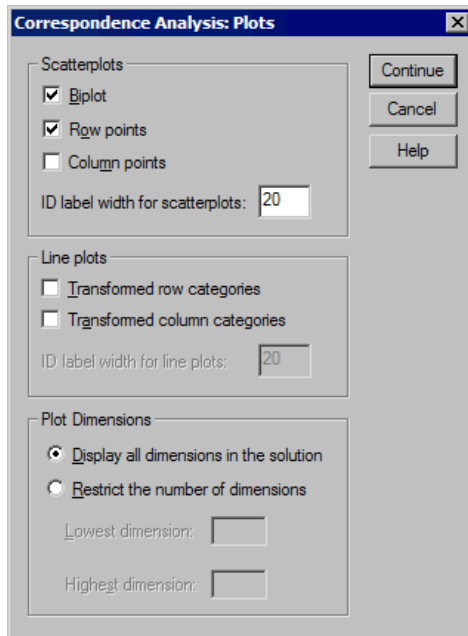 Correspondence Analysis: Plots
Scatterplots
Biplot
Row points
Column points
ID label width for scatterplots: 20
Continue
Cancel
Help
Line plots
Transformed row categories
Transformed column categories
ID label width for line plots: 20
Plot Dimensions
Display all dimensions in the solution
Restrict the number of dimensions
Lowest dimension:
Highest dimension: